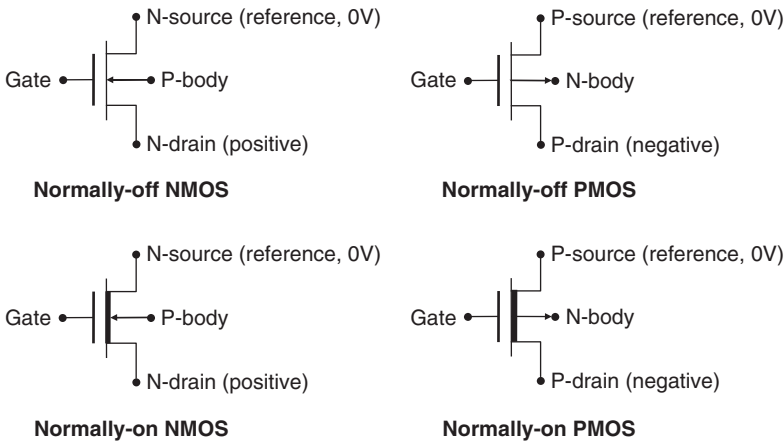 N-source (reference, 0V)
Gate
P-body
N-drain (positive)
Normally-off NMOS
P-source (reference, 0V)
Gate
N-body
P-drain (negative)
Normally-off PMOS
N-source (reference, 0V)
Gate
P-body
N-drain (positive)
Normally-on NMOS
P-source (reference, 0V)
Gate
N-body
P-drain (negative)
Normally-on PMOS